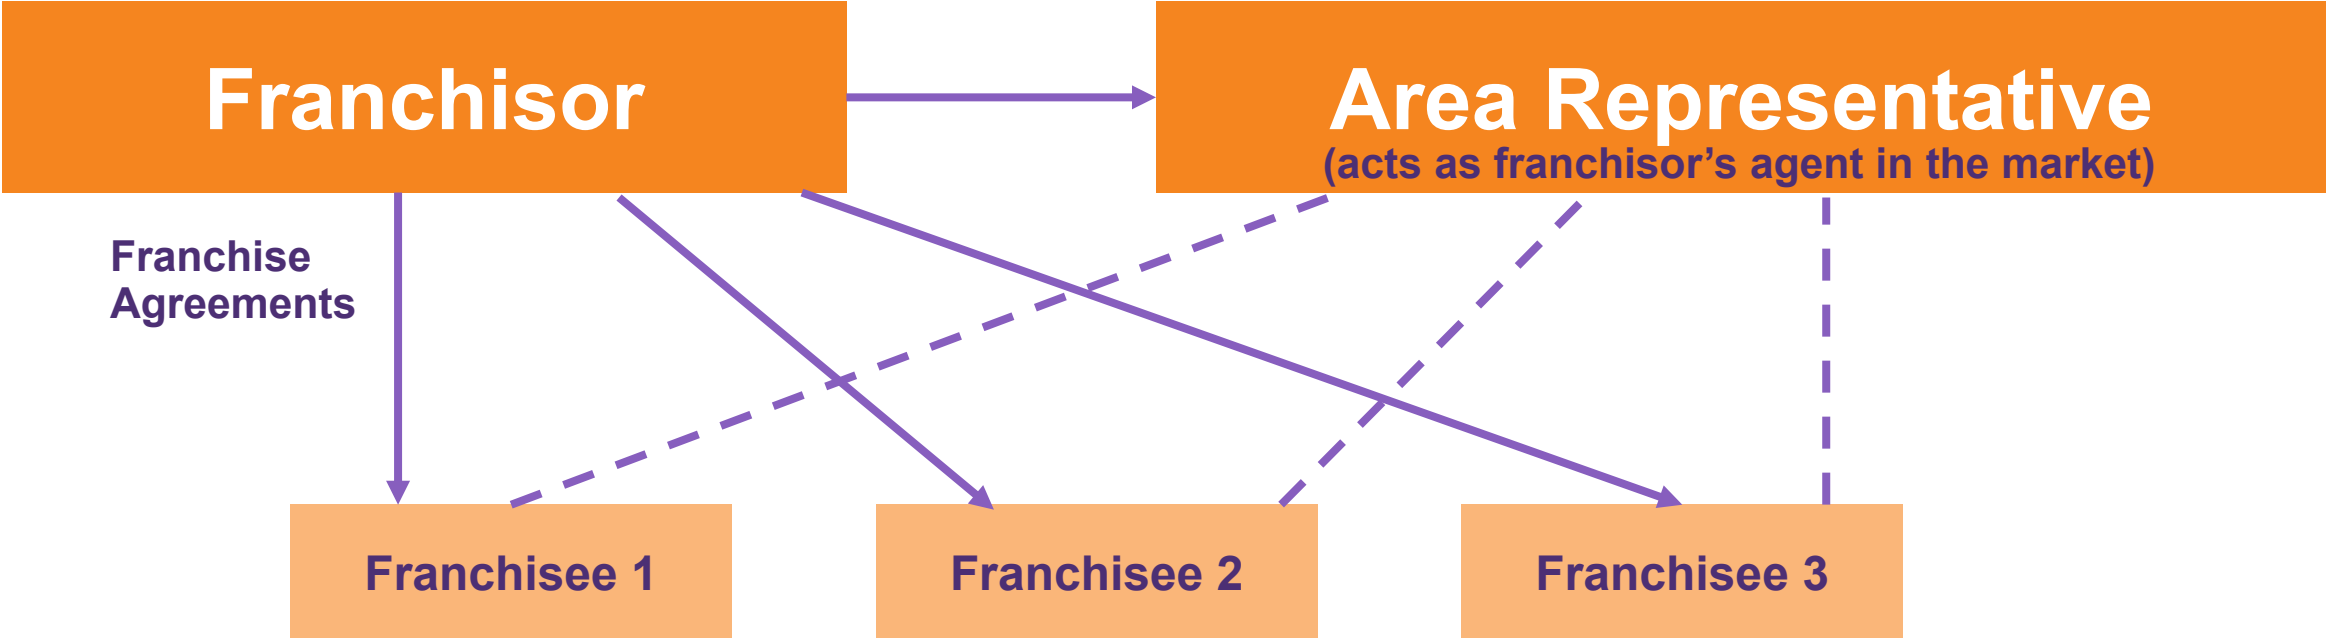 Franchisor
Area Representative
(acts as franchisor’s agent in the market)
Franchise
Agreements
Franchisee 1
Franchisee 2
Franchisee 3